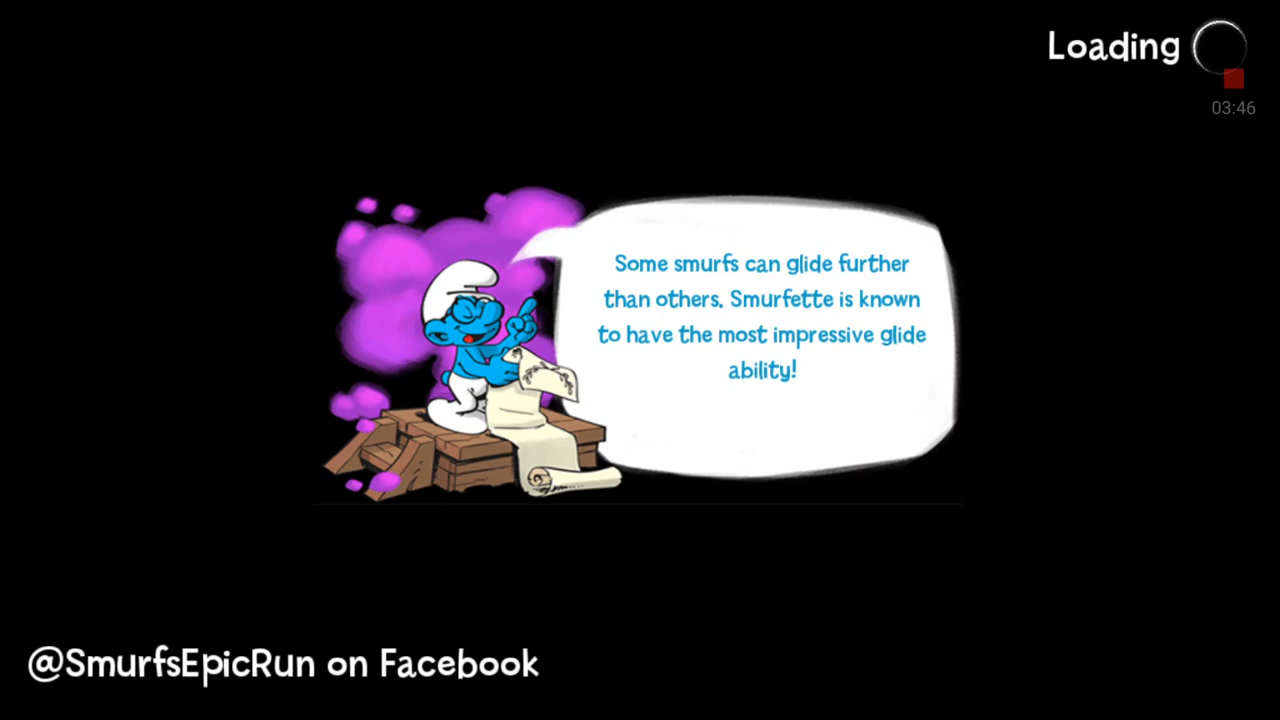 Loading
03:46
Some smurfs can glide further
than others. Smurfette is known
to have the most impressive glide
ability!
@SmurfsEpicRun on Facebook